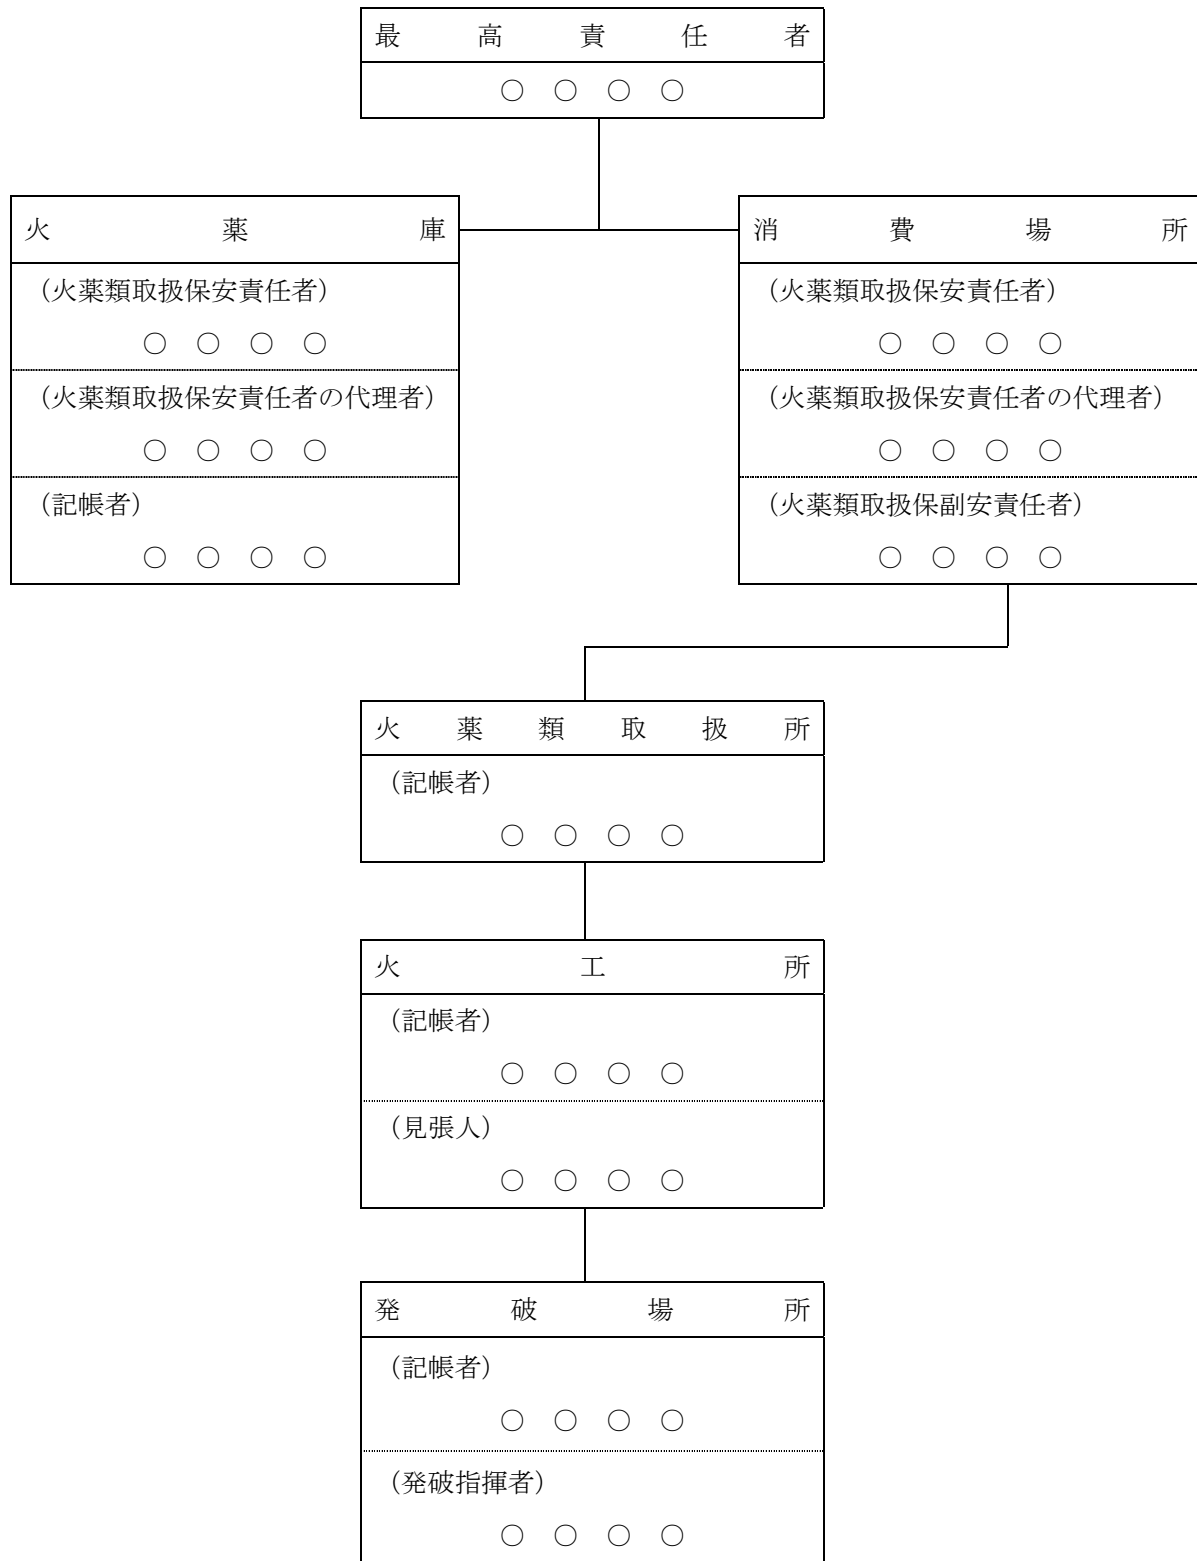 最高責任者
○ ○ ○ ○
火薬庫
（火薬類取扱保安責任者）
○ ○ ○ ○
（火薬類取扱保安責任者の代理者）
○ ○ ○ ○
（記帳者）
○ ○ ○ ○
消費場所
（火薬類取扱保安責任者）
○ ○ ○ ○
（火薬類取扱保安責任者の代理者）
○ ○ ○ ○
（火薬類取扱保副安責任者）
○ ○ ○ ○
火薬類取扱所
（記帳者）
○ ○ ○ ○
火工所
（記帳者）
○ ○ ○ ○
（見張人）
○ ○ ○ ○
発破場所
（記帳者）
○ ○ ○ ○
（発破指揮者）
○ ○ ○ ○